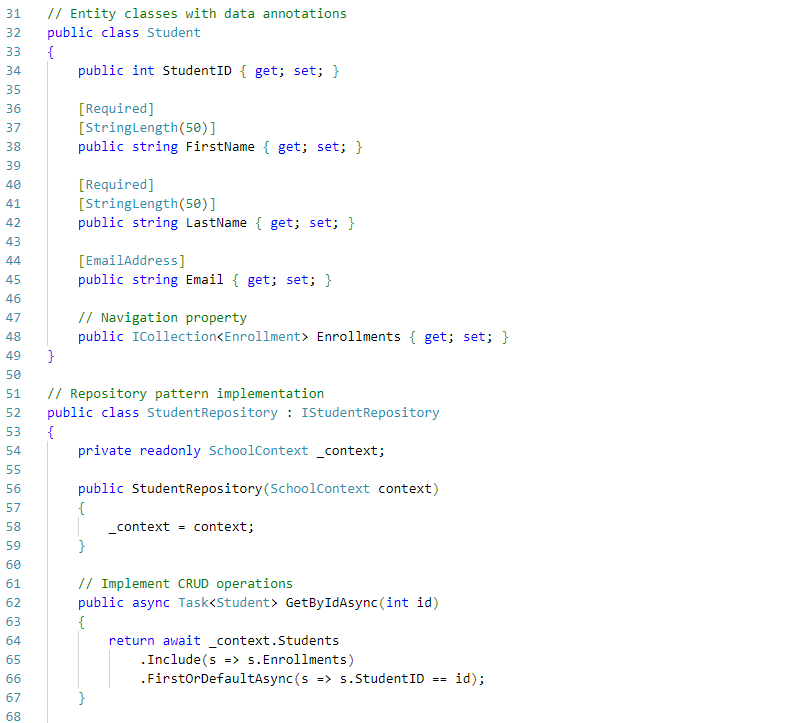 31 // Entity classes with data annotations
32 public class Student
33 {
34     public int StudentID { get; set; }
35
36     [Required]
37     [StringLength(50)]
38     public string FirstName { get; set; }
39
40     [Required]
41     [StringLength(50)]
42     public string LastName { get; set; }
43
44     [EmailAddress]
45     public string Email { get; set; }
46
47     // Navigation property
48     public ICollection<Enrollment> Enrollments { get; set; }
49 }
50
51 // Repository pattern implementation
52 public class StudentRepository : IStudentRepository
53 {
54     private readonly SchoolContext _context;
55
56     public StudentRepository(SchoolContext context)
57     {
58         _context = context;
59     }
60
61     // Implement CRUD operations
62     public async Task<Student> GetByIdAsync(int id)
63     {
64         return await _context.Students
65             .Include(s => s.Enrollments)
66             .FirstOrDefaultAsync(s => s.StudentID == id);
67     }
68